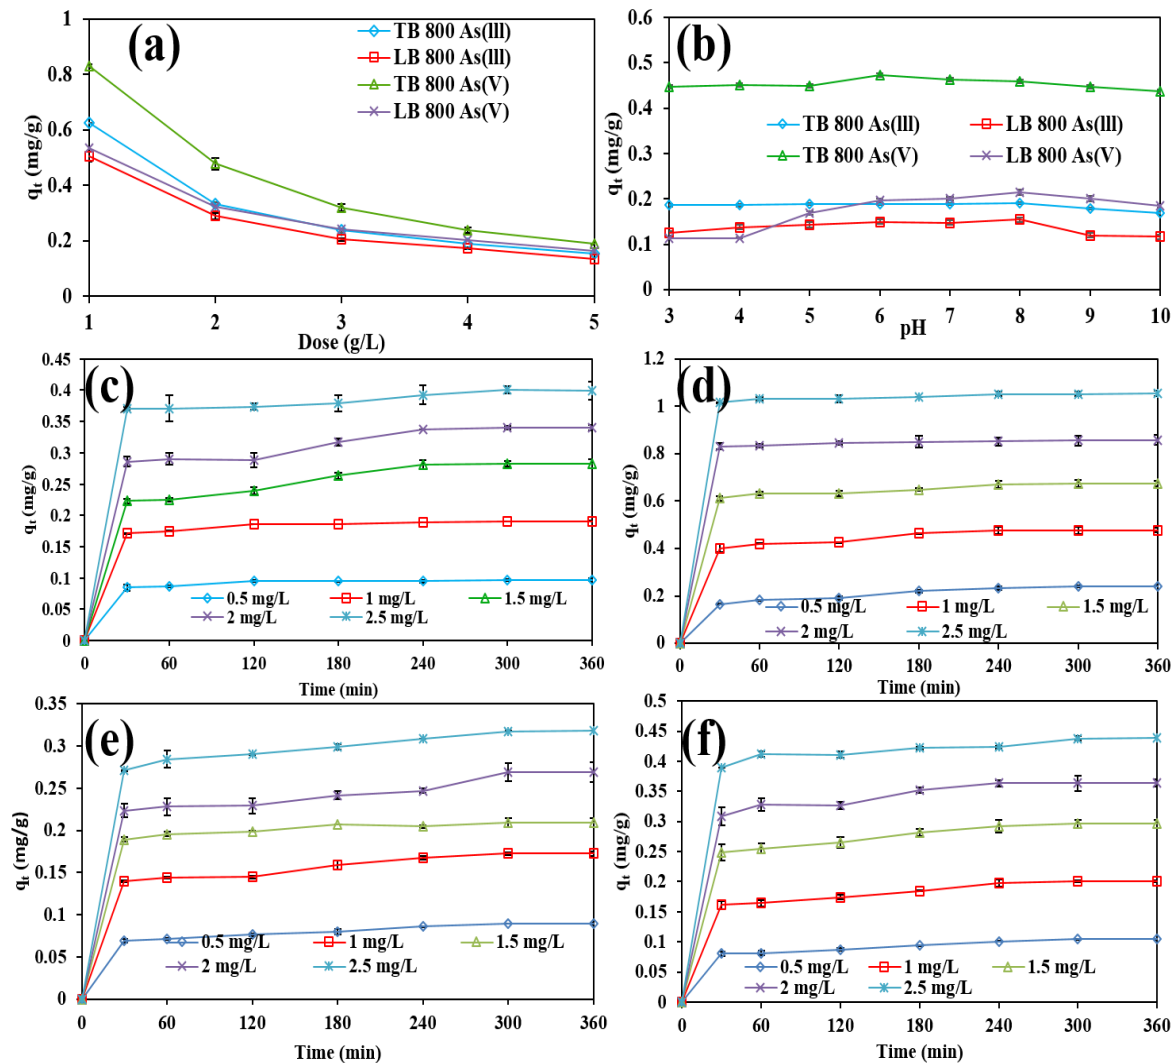 (a)
1
0.8
0.6
0.4
0.2
0
qt (mg/g)
TB 800 As(III)
LB 800 As(III)
TB 800 As(V)
LB 800 As(V)
1 2 3 4 5
Dose (g/L)
(b)
0.6
0.5
0.4
0.3
0.2
0.1
0
qt (mg/g)
TB 800 As(III) LB 800 As(III)
TB 800 As(V) LB 800 As(V)
3 4 5 6 7 8 9 10
pH
(c)
0.45
0.4
0.35
0.3
0.25
0.2
0.15
0.1
0.05
0
qt (mg/g)
0.5 mg/L 1 mg/L 1.5 mg/L
2 mg/L 2.5 mg/L
0 60 120 180 240 300 360
Time (min)
(d)
1.2
1
0.8
0.6
0.4
0.2
0
qt (mg/g)
0.5 mg/L 1 mg/L 1.5 mg/L
2 mg/L 2.5 mg/L
0 60 120 180 240 300 360
Time (min)
(e)
0.35
0.3
0.25
0.2
0.15
0.1
0.05
0
qt (mg/g)
0.5 mg/L 1 mg/L 1.5 mg/L
2 mg/L 2.5 mg/L
0 60 120 180 240 300 360
Time (min)
(f)
0.5
0.45
0.4
0.35
0.3
0.25
0.2
0.15
0.1
0.05
0
qt (mg/g)
0.5 mg/L 1 mg/L 1.5 mg/L
2 mg/L 2.5 mg/L
0 60 120 180 240 300 360
Time (min)